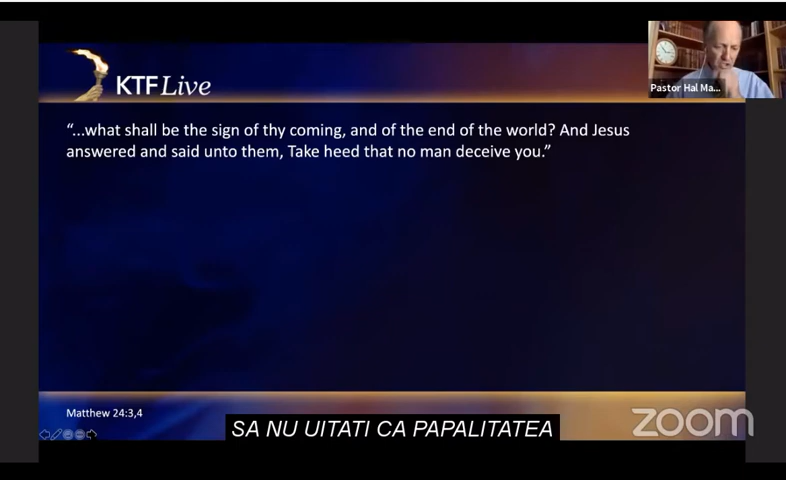 KTF Live
Pastor Hal Ma...
“...what shall be the sign of thy coming, and of the end of the world? And Jesus
answered and said unto them, Take heed that no man deceive you.”
Matthew 24:3,4
SA NU UITATI CA PAPALITATEA
zoom